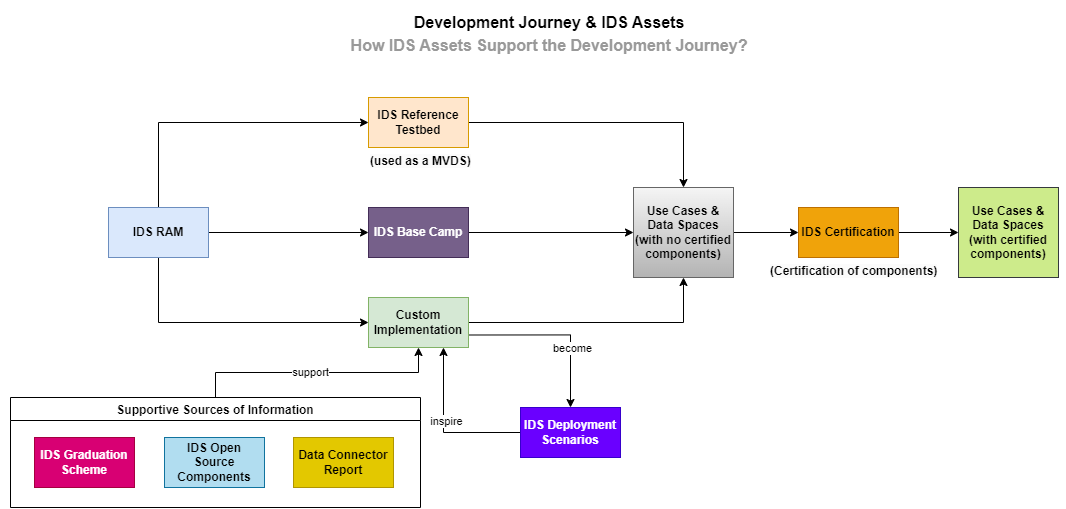 Development Journey & IDS Assets
How IDS Assets Support the Development Journey?
IDS Reference
Testbed
(used as a MVDS)
IDS RAM
IDS Base Camp
Use Cases &
Data Spaces
(with no certified
components)
IDS Certification
(Certification of components)
Use Cases &
Data Spaces
(with certified
components)
Custom
Implementation
become
support
inspire
IDS Deployment
Scenarios
Supportive Sources of Information
IDS Graduation
Scheme
IDS Open
Source
Components
Data Connector
Report